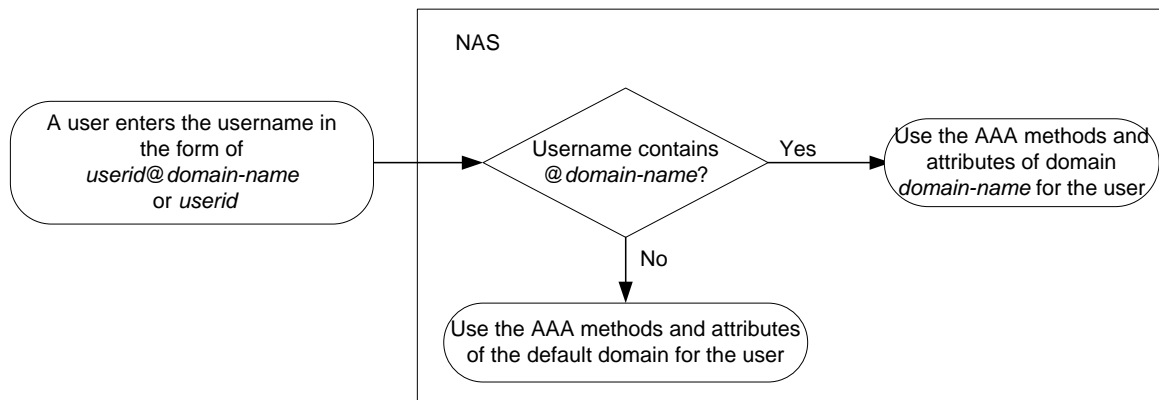 NAS
A user enters the username in
the form of
userid@domain-name
or userid
Username contains
@domain-name?
Yes
Use the AAA methods and
attributes of domain
domain-name for the user
No
Use the AAA methods and attributes
of the default domain for the user